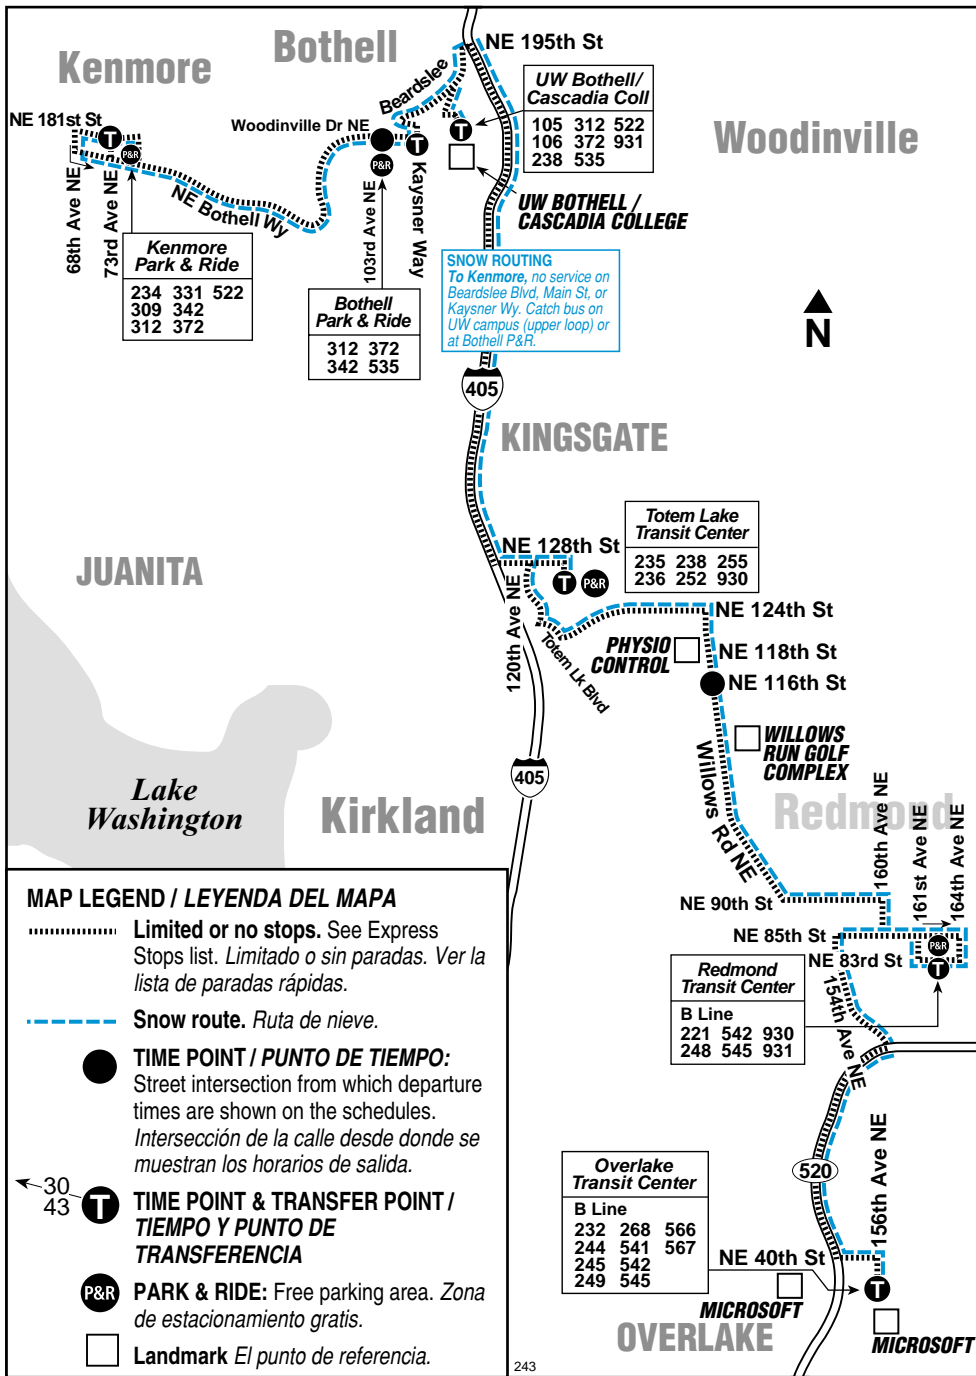 Bothell
Kenmore
NE 195th St
Beardslee
UW Bothell/
Cascadia Coll
105 312 522
106 372 931
238 535
Woodinville
NE 181st St
T
P&R
Woodinville Dr NE
T
T
P&R
68th Ave NE
73rd Ave NE
NE Bothell Wy
103rd Ave NE
Kaysner Way
UW BOTHELL /
CASCADIA COLLEGE
Kenmore
Park & Ride
234 331 522
309 342
312 372
Bothell
Park & Ride
312 372
342 535
SNOW ROUTING
To Kenmore, no service on
Beardslee Blvd, Main St, or
Kaysner Wy. Catch bus on
UW campus (upper loop) or
at Bothell P&R.
N
405
KINGSGATE
Totem Lake
Transit Center
235 238 255
236 252 930
NE 128th St
T
P&R
JUANITA
120th Ave NE
Totem Lk Blvd
NE 124th St
PHYSIO
CONTROL
NE 118th St
NE 116th St
WILLOWS
RUN GOLF
COMPLEX
Willows Rd NE
405
Lake
Washington
Kirkland
Redmond
160th Ave NE
161st Ave NE
164th Ave NE
NE 90th St
NE 85th St
NE 83rd St
P&R
T
Redmond
Transit Center
B Line
221 542 930
248 545 931
154th Ave NE
520
156th Ave NE
Overlake
Transit Center
B Line
232 268 566
244 541 567
245 542
249 545
NE 40th St
T
MICROSOFT
MICROSOFT
OVERLAKE
MAP LEGEND / LEYENDA DEL MAPA
Limited or no stops. See Express
Stops list. Limitado o sin paradas. Ver la
lista de paradas rápidas.
Snow route. Ruta de nieve.
TIME POINT / PUNTO DE TIEMPO:
Street intersection from which departure
times are shown on the schedules.
Intersección de la calle desde donde se
muestran los horarios de salida.
30
43
T
TIME POINT & TRANSFER POINT /
TIEMPO Y PUNTO DE
TRANSFERENCIA
P&R
PARK & RIDE: Free parking area. Zona
de estacionamiento gratis.
Landmark El punto de referencia.
243